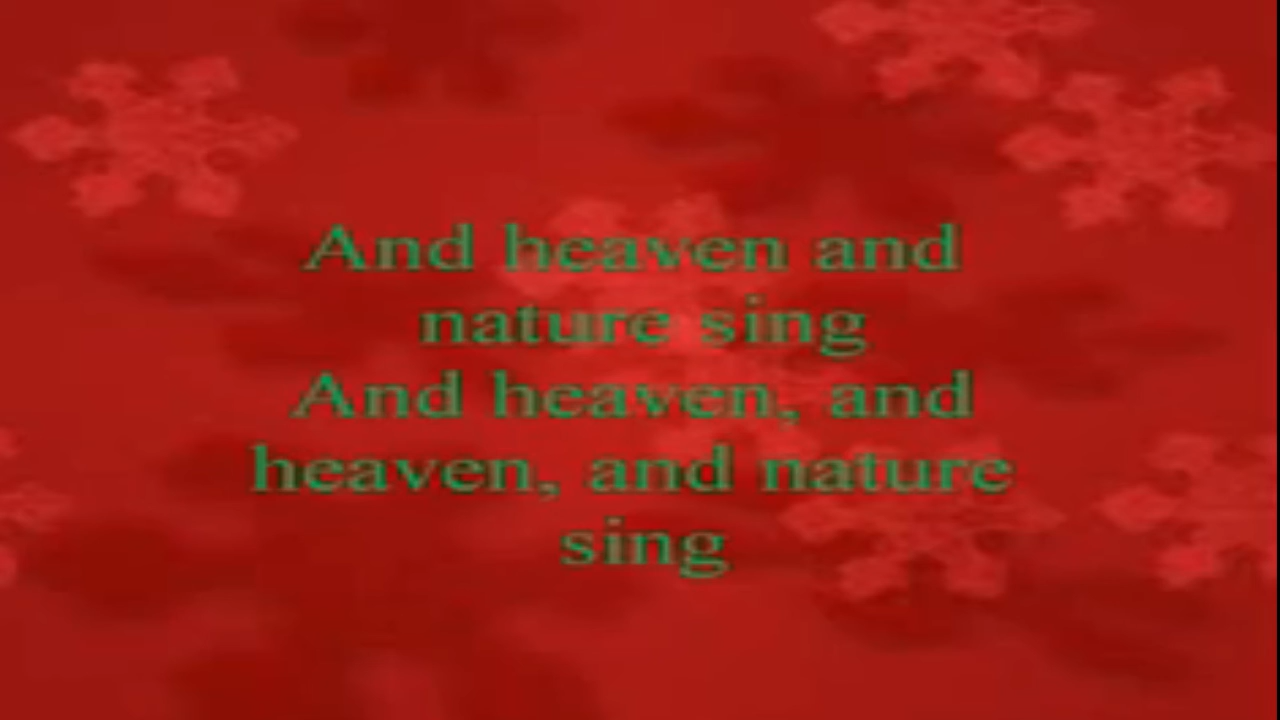 And heaven and
nature sing
And heaven, and
heaven, and nature
sing